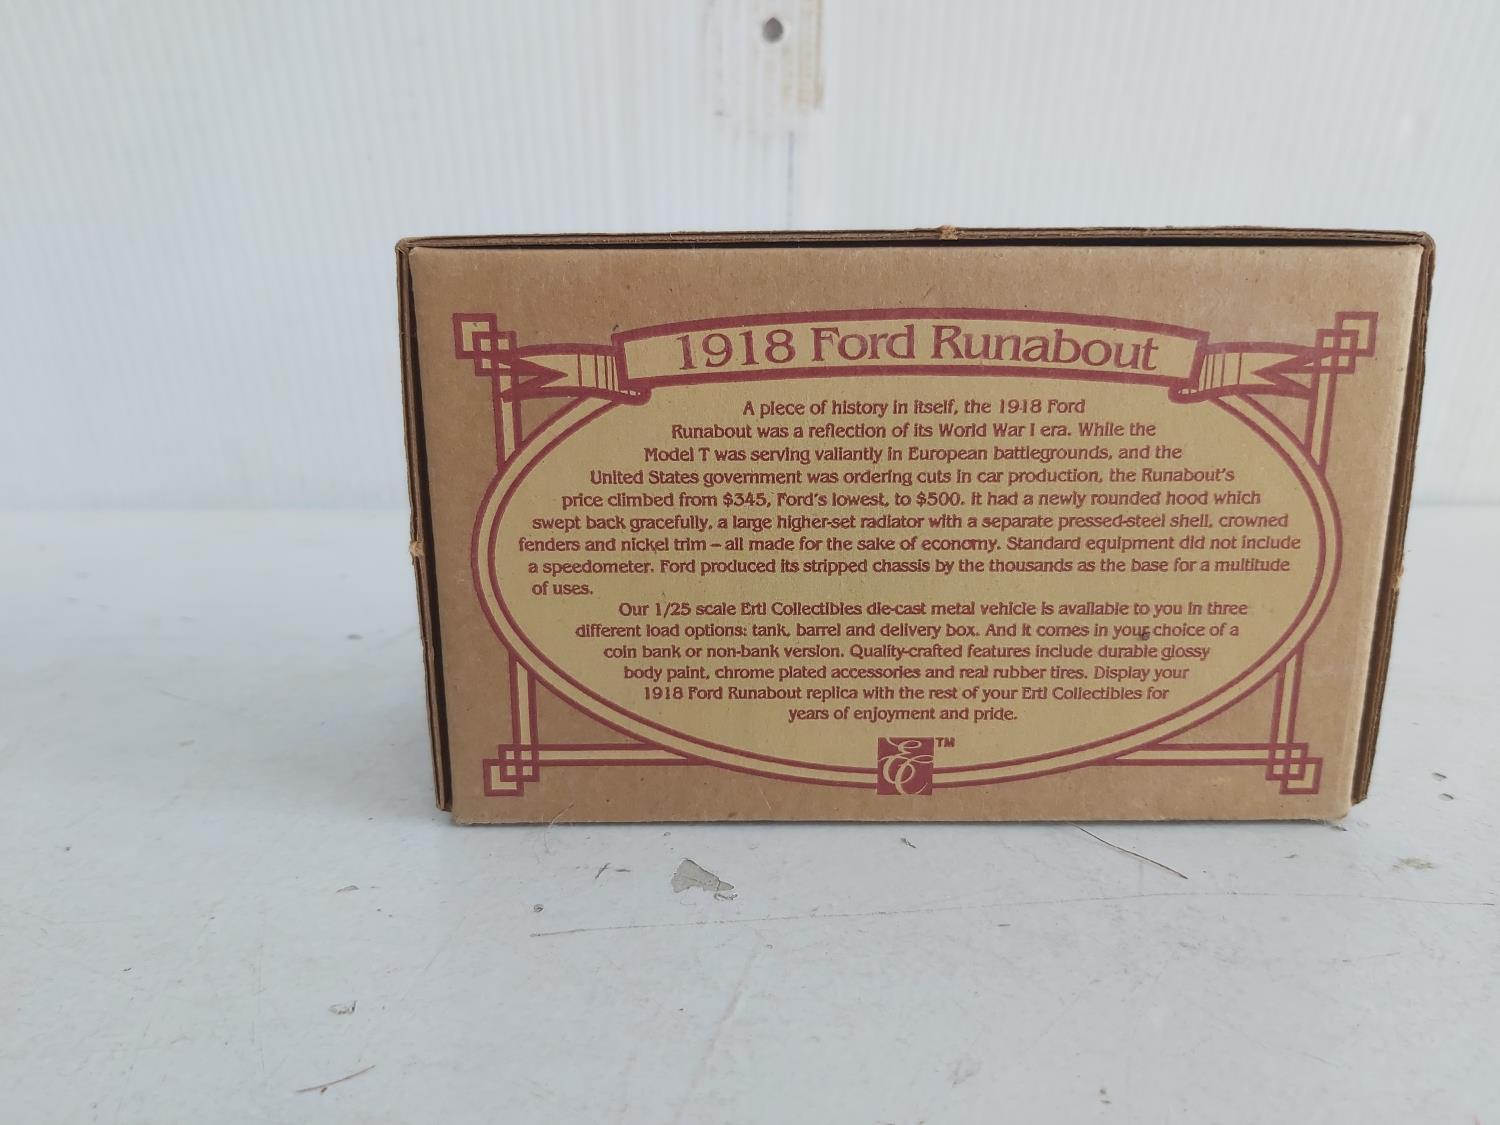 1918 Ford Runabout
A piece of history in itself, the 1918 Ford
Runabout was a reflection of its World War I era. While the
Model T was serving valiantly in European battlegrounds, and the
United States government was ordering cuts in car production, the Runabout's
price climbed from $345, Ford's lowest, to $500. It had a newly rounded hood which
swept back gracefully, a large higher-set radiator with a separate pressed-steel shell, crowned
fenders and nickel trim – all made for the sake of economy. Standard equipment did not include
a speedometer. Ford produced its stripped chassis by the thousands as the base for a multitude
of uses.
Our 1/25 scale Ertl Collectibles die-cast metal vehicle is available to you in three
different load options: tank, barrel and delivery box. And it comes in your choice of a
coin bank or non-bank version. Quality-crafted features include durable glossy
body paint, chrome plated accessories and real rubber tires. Display your
1918 Ford Runabout replica with the rest of your Ertl Collectibles for
years of enjoyment and pride.
EC TM